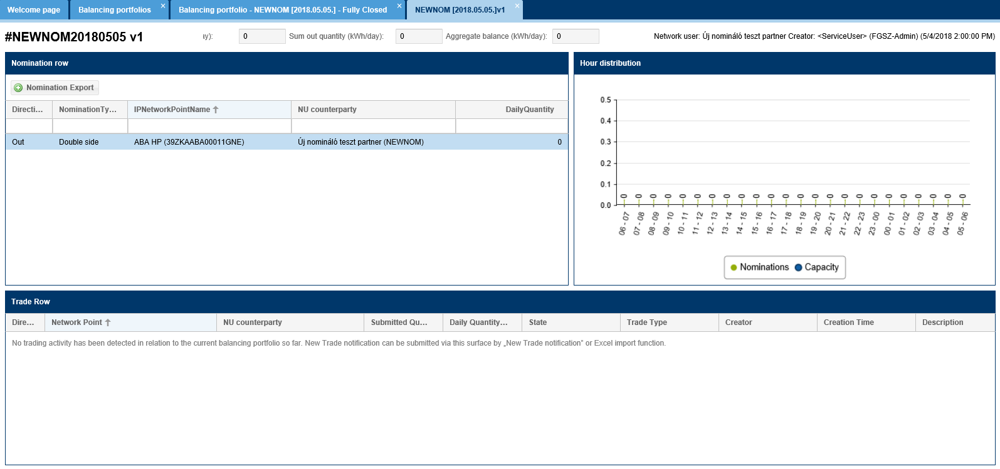 Welcome page
Balancing portfolios ×
Balancing portfolio - NEWNOM [2018.05.05.] - Fully Closed ×
NEWNOM [2018.05.05.]v1 ×
#NEWNOM20180505 v1
ay): 0 Sum out quantity (kWh/day): 0 Aggregate balance (kWh/day): 0
Network user: Új nomináló teszt partner Creator: <ServiceUser> (FGSZ-Admin) (5/4/2018 2:00:00 PM)
Nomination row
Nomination Export
Directi... NominationTy... IPNetworkPointName NU counterparty DailyQuantity
Out Double side ABA HP (39ZKAABA00011GNE) Új nomináló teszt partner (NEWNOM) 0
Hour distribution
0.5
0.4
0.3
0.2
0.1
0.0
0 0 0 0 0 0 0 0 0 0 0 0 0 0 0 0 0 0 0 0 0 0 0 0
06 - 07 07 - 08 08 - 09 09 - 10 10 - 11 11 - 12 12 - 13 13 - 14 14 - 15 15 - 16 16 - 17 17 - 18 18 - 19 19 - 20 20 - 21 21 - 22 22 - 23 23 - 00 00 - 01 01 - 02 02 - 03 03 - 04 04 - 05 05 - 06
Nominations Capacity
Trade Row
Dire... Network Point NU counterparty Submitted Qu... Daily Quantity... State Trade Type Creator Creation Time Description
No trading activity has been detected in relation to the current balancing portfolio so far. New Trade notification can be submitted via this surface by „New Trade notification” or Excel import function.